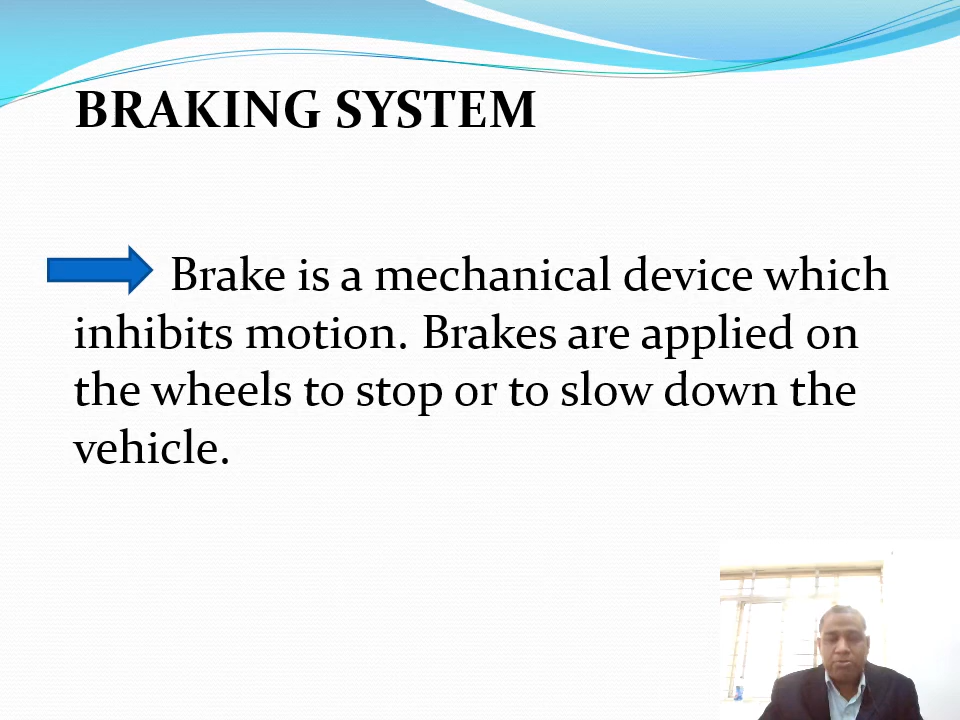 BRAKING SYSTEM
Brake is a mechanical device which
inhibits motion. Brakes are applied on
the wheels to stop or to slow down the
vehicle.